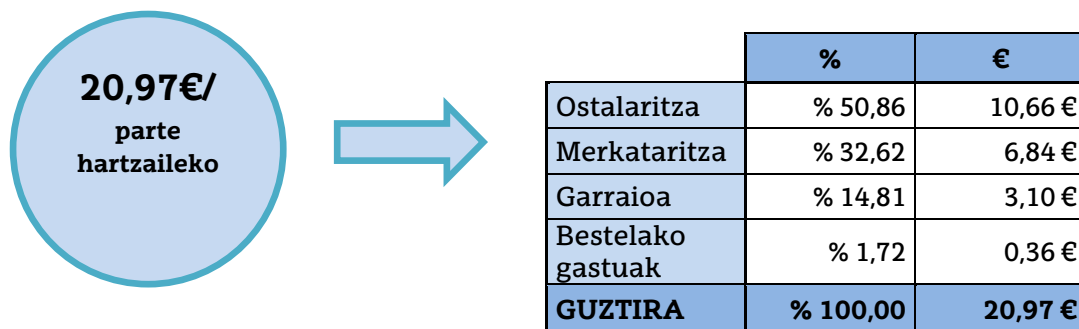 20,97€/
parte
hartzaileko
% €
Ostalaritza % 50,86 10,66 €
Merkataritza % 32,62 6,84 €
Garraioa % 14,81 3,10 €
Bestelako
gastuak % 1,72 0,36 €
GUZTIRA % 100,00 20,97 €